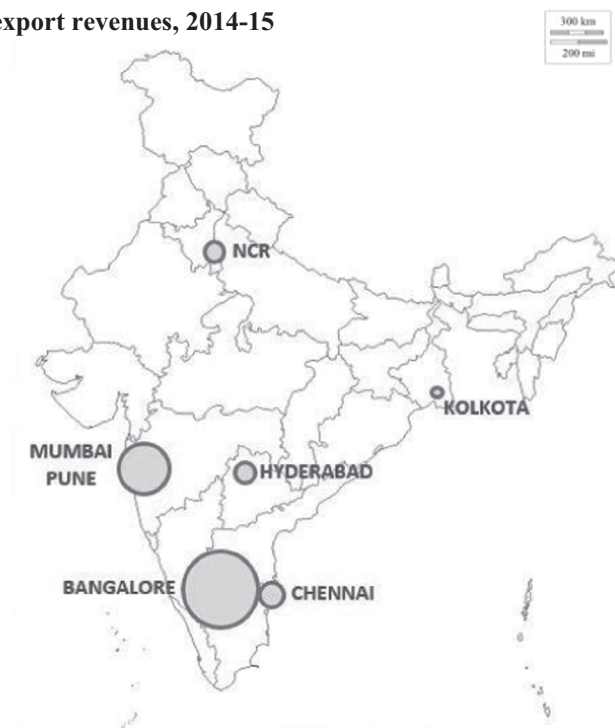 export revenues, 2014-15
300 km
200 mi
NCR
KOLKOTA
MUMBAI
PUNE
HYDERABAD
BANGALORE
CHENNAI